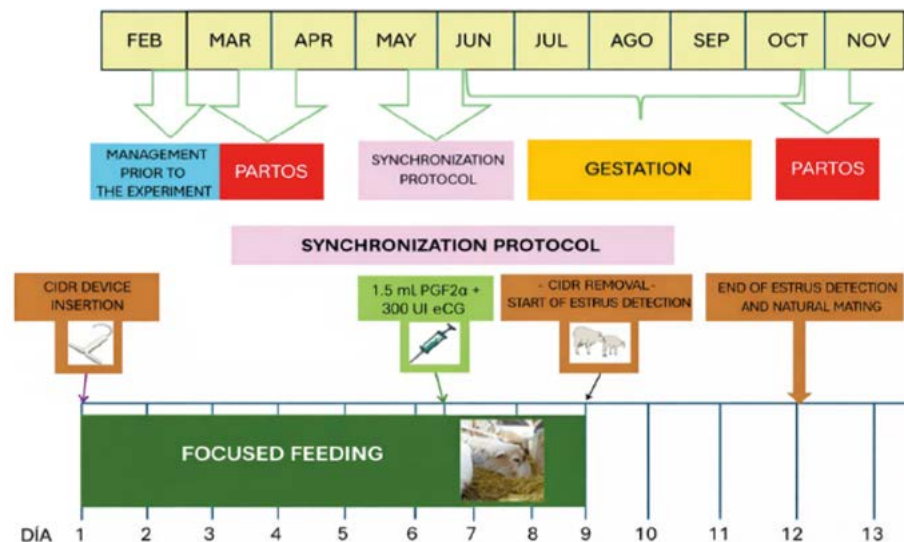 FEB MAR APR MAY JUN JUL AGO SEP OCT NOV
MANAGEMENT
PRIOR TO
THE EXPERIMENT
PARTOS
SYNCHRONIZATION
PROTOCOL
GESTATION
PARTOS
SYNCHRONIZATION PROTOCOL
CIDR DEVICE
INSERTION
1.5 mL PGF2α +
300 UI eCG
- CIDR REMOVAL -
START OF ESTRUS DETECTION
END OF ESTRUS DETECTION
AND NATURAL MATING
FOCUSED FEEDING
DÍA 1 2 3 4 5 6 7 8 9 10 11 12 13